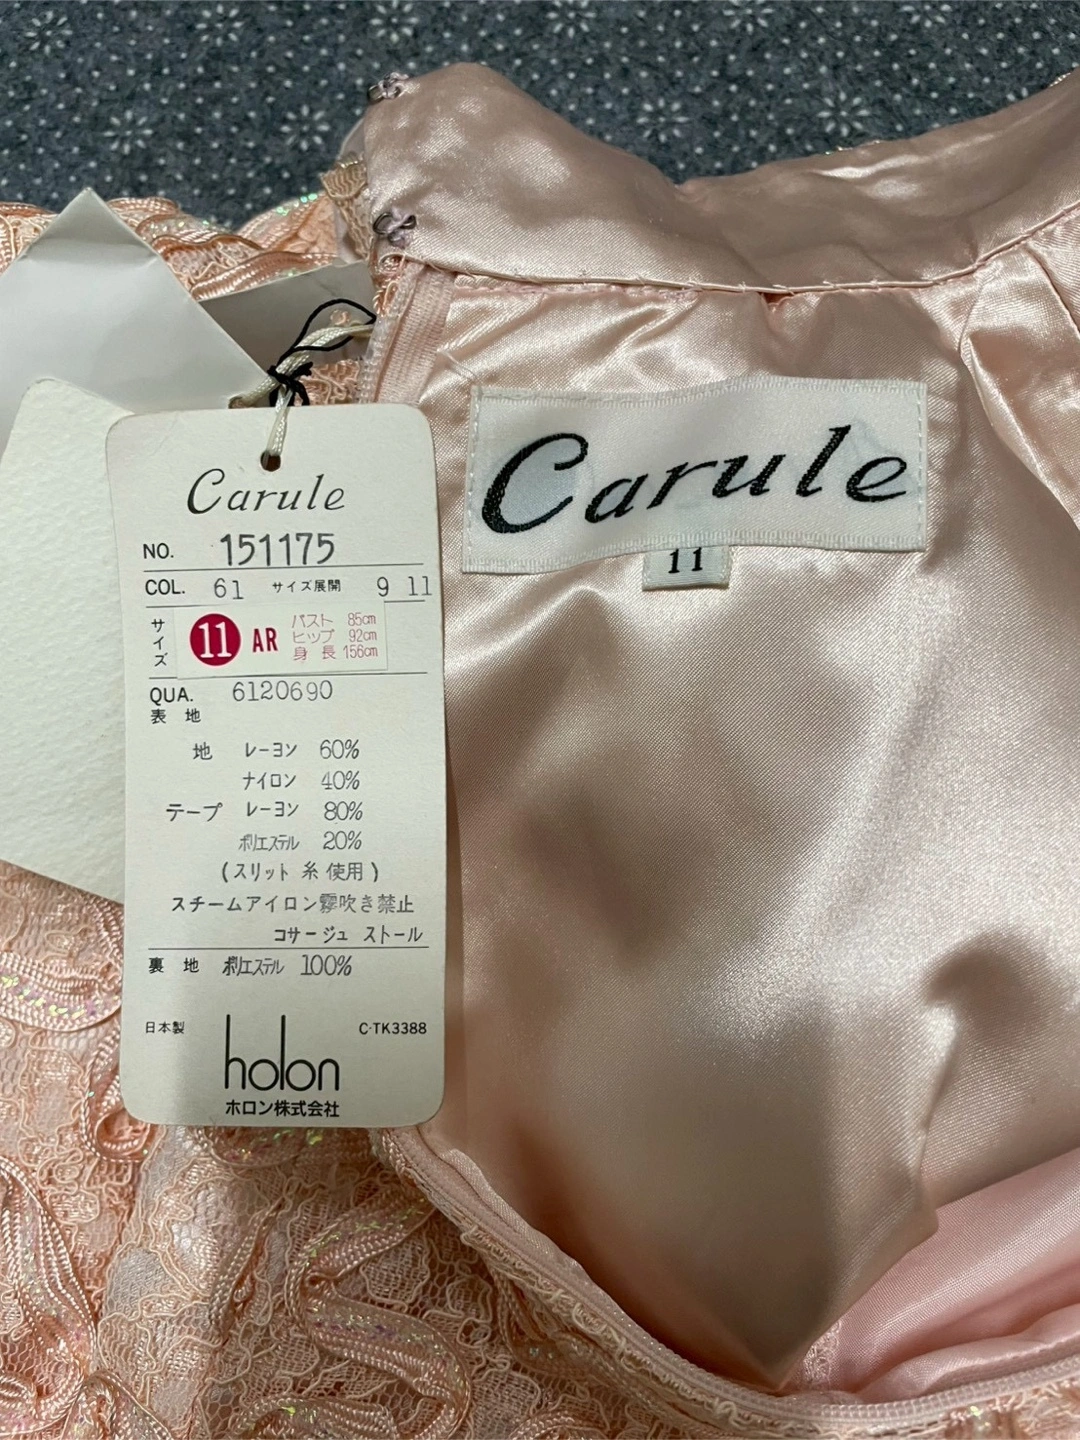 Carule
NO. 151175
COL. 61 サイズ展開 9 11
サイズ 11 AR バスト 85cm
ヒップ 92cm
身長 156cm
QUA. 6120690
表地
地 レーヨン 60%
ナイロン 40%
テープ レーヨン 80%
ポリエステル 20%
(スリット糸使用)
スチームアイロン霧吹き禁止
コサージュ ストール
裏地 ポリエステル 100%
日本製 holon C·TK3388
ホロン株式会社
Carule
11